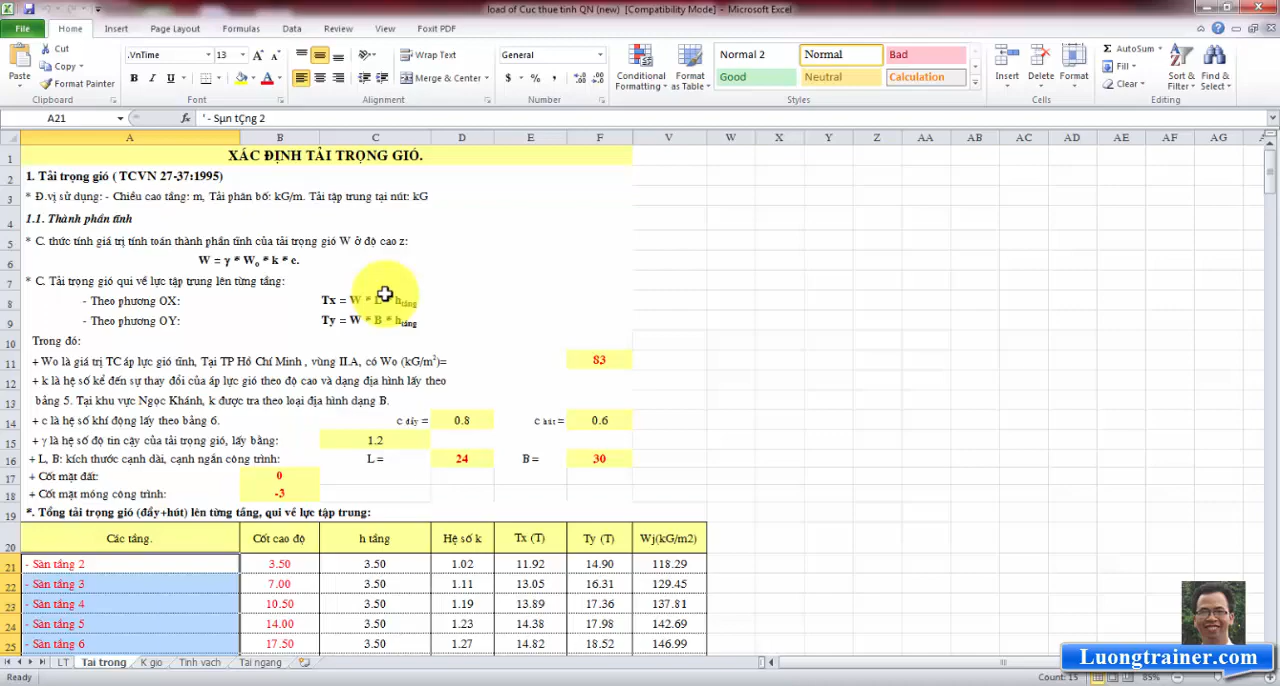 load of Cuc thue tinh QN (new) [Compatibility Mode] - Microsoft Excel
File Home Insert Page Layout Formulas Data Review View Foxit PDF
Paste Cut Copy Format Painter
.VnTime 13 Wrap Text General Normal 2 Normal Bad
B I U Merge & Center $ % , Conditional Formatting Format as Table Good Neutral Calculation
Insert Delete Format AutoSum Fill Clear Sort & Filter Find & Select
Clipboard Font Alignment Number Styles Cells Editing
A21 fx ' - Sµn tÇng 2
A B C D E F V W X Y Z AA AB AC AD AE AF AG
1 XÁC ĐỊNH TẢI TRỌNG GIÓ.
2 1. Tải trọng gió ( TCVN 27-37:1995)
3 * Đ.vị sử dụng: - Chiều cao tầng: m, Tải phân bố: kG/m. Tải tập trung tại nút: kG
4 1.1. Thành phần tĩnh
5 * C. thức tính giá trị tính toán thành phần tĩnh của tải trọng gió W ở độ cao z:
6 W = γ * Wo * k * c.
7 * C. Tải trọng gió qui về lực tập trung lên từng tầng:
8 - Theo phương OX: Tx = W * L * htầng
9 - Theo phương OY: Ty = W * B * htầng
10 Trong đó:
11 + Wo là giá trị TC áp lực gió tĩnh, Tại TP Hồ Chí Minh , vùng II.A, có Wo (kG/m2)= 83
12 + k là hệ số kể đến sự thay đổi của áp lực gió theo độ cao và dạng địa hình lấy theo
13 bảng 5. Tại khu vực Ngọc Khánh, k được tra theo loại địa hình dạng B.
14 + c là hệ số khí động lấy theo bảng 6. c đẩy = 0.8 c hút = 0.6
15 + γ là hệ số độ tin cậy của tải trọng gió, lấy bằng: 1.2
16 + L, B: kích thước cạnh dài, cạnh ngắn công trình: L = 24 B = 30
17 + Cốt mặt đất: 0
18 + Cốt mặt móng công trình: -3
19 *. Tổng tải trọng gió (đẩy+hút) lên từng tầng, qui về lực tập trung:
20 Các tầng. Cốt cao độ h tầng Hệ số k Tx (T) Ty (T) Wj(kG/m2)
21 - Sàn tầng 2 3.50 3.50 1.02 11.92 14.90 118.29
22 - Sàn tầng 3 7.00 3.50 1.11 13.05 16.31 129.45
23 - Sàn tầng 4 10.50 3.50 1.19 13.89 17.36 137.81
24 - Sàn tầng 5 14.00 3.50 1.23 14.38 17.98 142.69
25 - Sàn tầng 6 17.50 3.50 1.27 14.82 18.52 146.99
Luongtrainer.com
LT Tai trong K gio Tinh vach Tai ngang
Ready Count: 15 85%